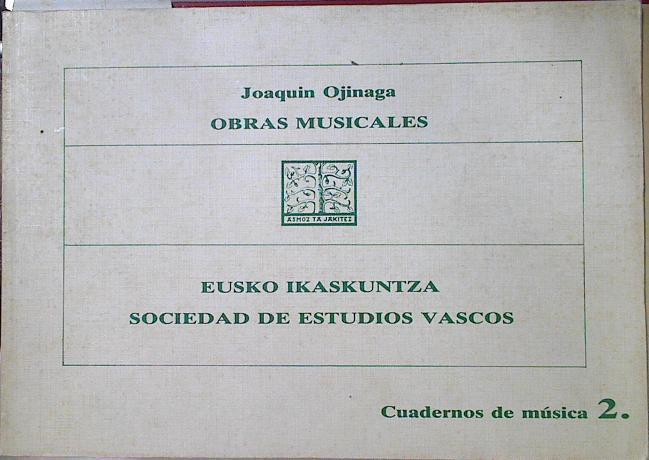 Joaquin Ojinaga
OBRAS MUSICALES
ASMOZ TA JAKITEZ
EUSKO IKASKUNTZA
SOCIEDAD DE ESTUDIOS VASCOS
Cuadernos de música 2.